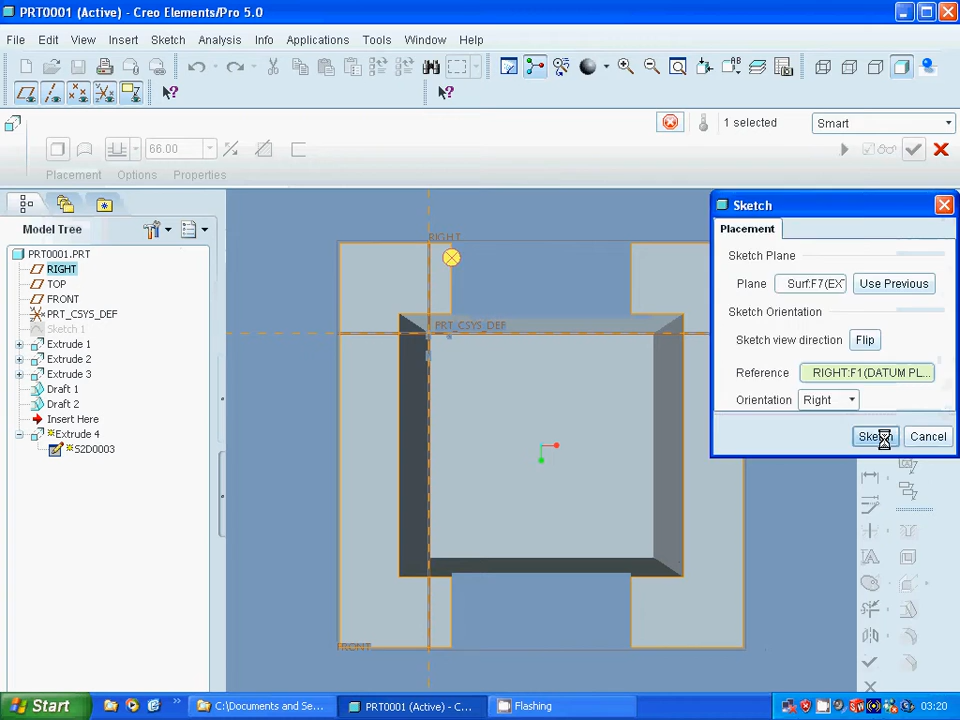 PRT0001 (Active) - Creo Elements/Pro 5.0
File Edit View Insert Sketch Analysis Info Applications Tools Window Help
1 selected
Smart
66.00
Placement Options Properties
Model Tree
PRT0001.PRT
RIGHT
TOP
FRONT
PRT_CSYS_DEF
Sketch 1
Extrude 1
Extrude 2
Extrude 3
Draft 1
Draft 2
Insert Here
Extrude 4
S2D0003
RIGHT
PRT_CSYS_DEF
FRONT
Sketch
Placement
Sketch Plane
Plane Surf:F7(EX Use Previous
Sketch Orientation
Sketch view direction Flip
Reference RIGHT:F1(DATUM PL...
Orientation Right
Sketch Cancel
Start
C:\Documents and Se...
PRT0001 (Active) - C...
Flashing
03:20